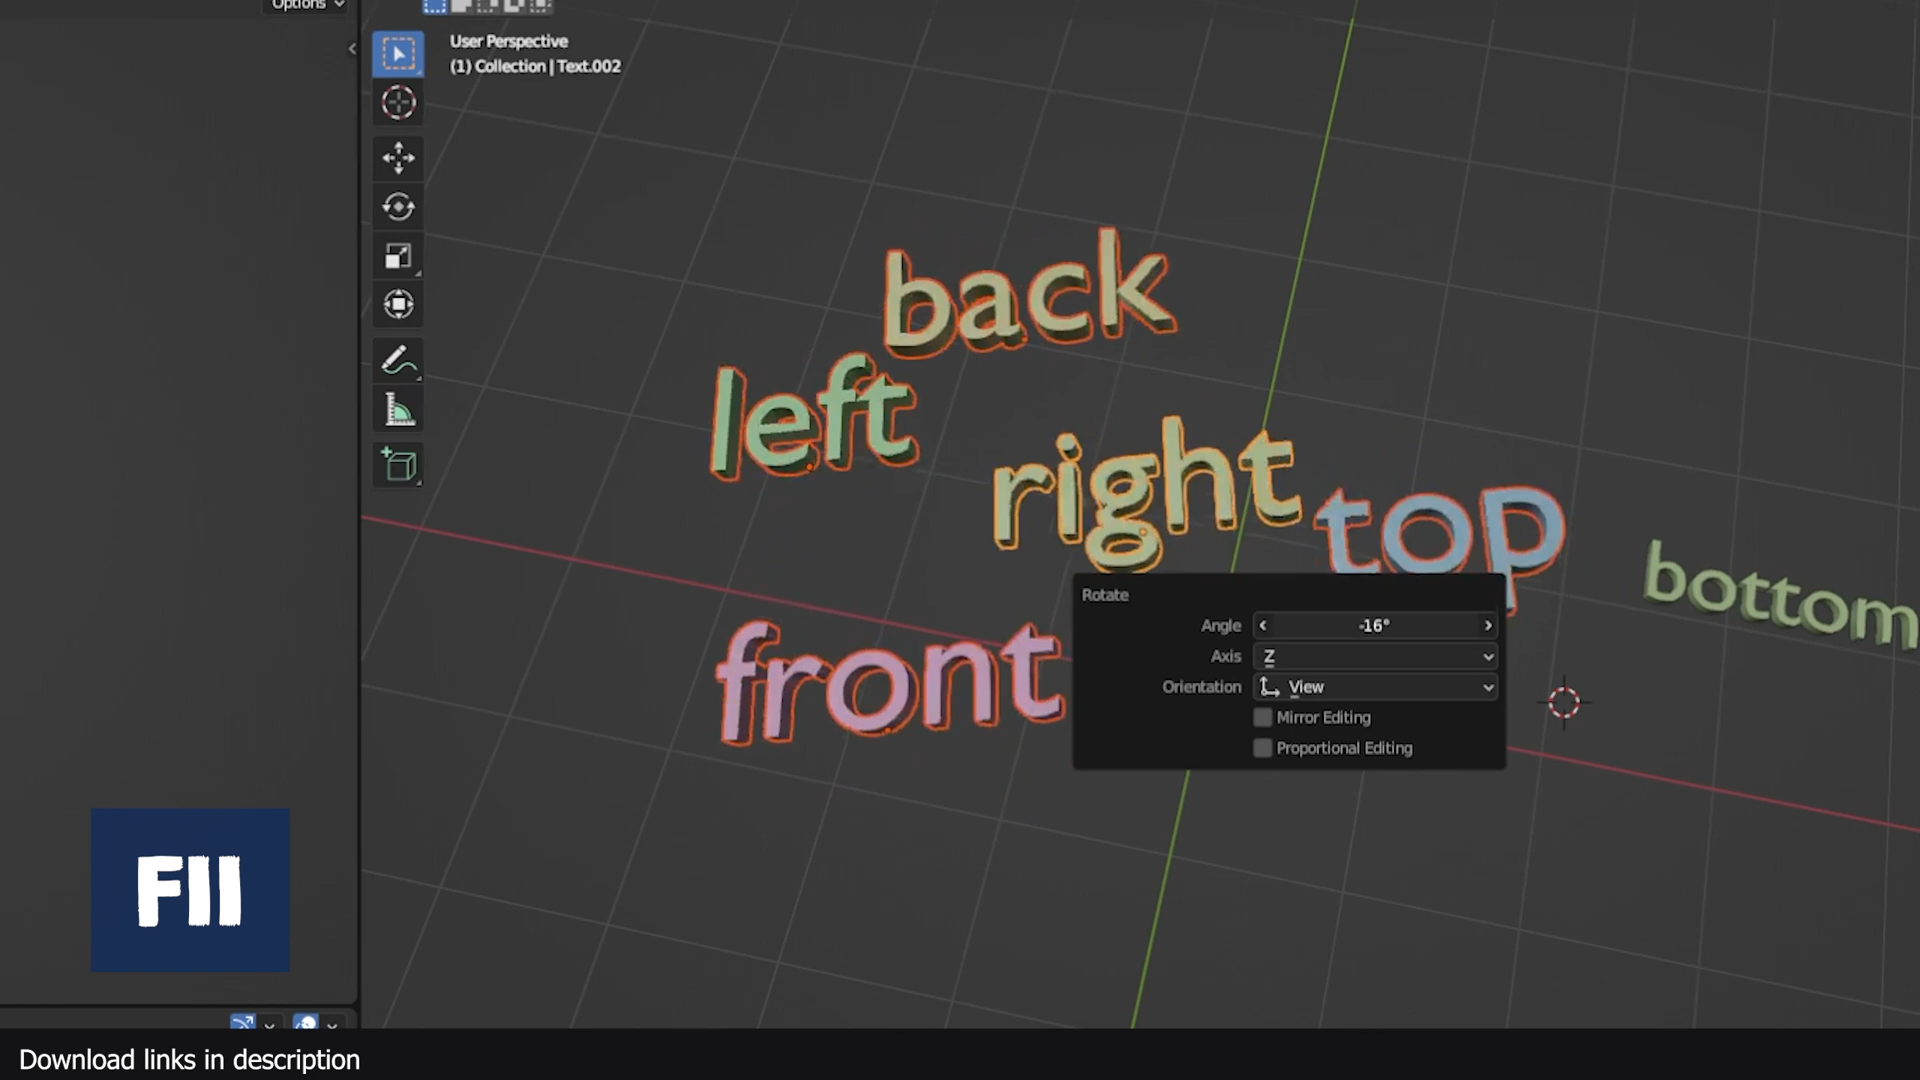 Options
User Perspective
(1) Collection | Text.002
back
left
right
top
bottom
front
Rotate
Angle
-16°
Axis
Z
Orientation
View
Mirror Editing
Proportional Editing
FII
Download links in description